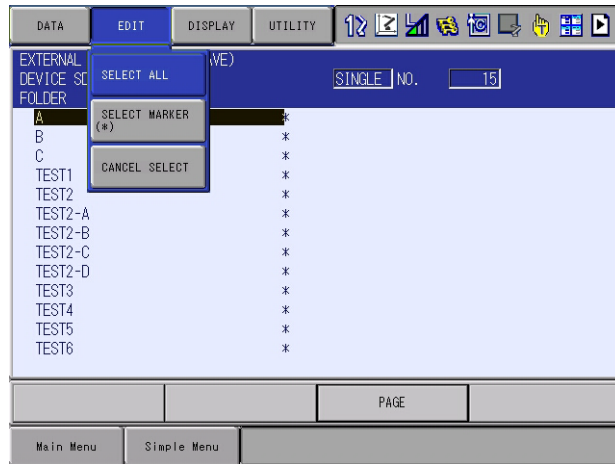 DATA EDIT DISPLAY UTILITY
EXTERNAL VE)
DEVICE SD SINGLE NO. 15
FOLDER
SELECT ALL
SELECT MARKER
(*)
CANCEL SELECT
A *
B *
C *
TEST1 *
TEST2 *
TEST2-A *
TEST2-B *
TEST2-C *
TEST2-D *
TEST3 *
TEST4 *
TEST5 *
TEST6 *
PAGE
Main Menu Simple Menu